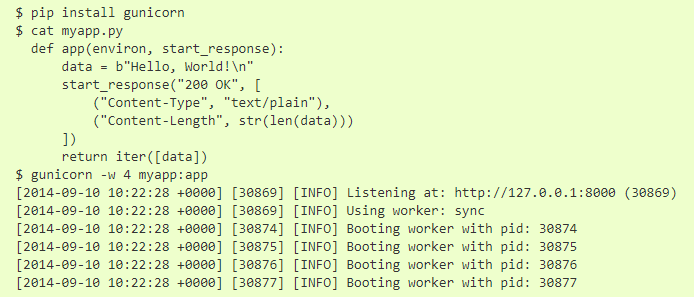 $ pip install gunicorn
$ cat myapp.py
  def app(environ, start_response):
      data = b"Hello, World!\n"
      start_response("200 OK", [
          ("Content-Type", "text/plain"),
          ("Content-Length", str(len(data)))
      ])
      return iter([data])
$ gunicorn -w 4 myapp:app
[2014-09-10 10:22:28 +0000] [30869] [INFO] Listening at: http://127.0.0.1:8000 (30869)
[2014-09-10 10:22:28 +0000] [30869] [INFO] Using worker: sync
[2014-09-10 10:22:28 +0000] [30874] [INFO] Booting worker with pid: 30874
[2014-09-10 10:22:28 +0000] [30875] [INFO] Booting worker with pid: 30875
[2014-09-10 10:22:28 +0000] [30876] [INFO] Booting worker with pid: 30876
[2014-09-10 10:22:28 +0000] [30877] [INFO] Booting worker with pid: 30877